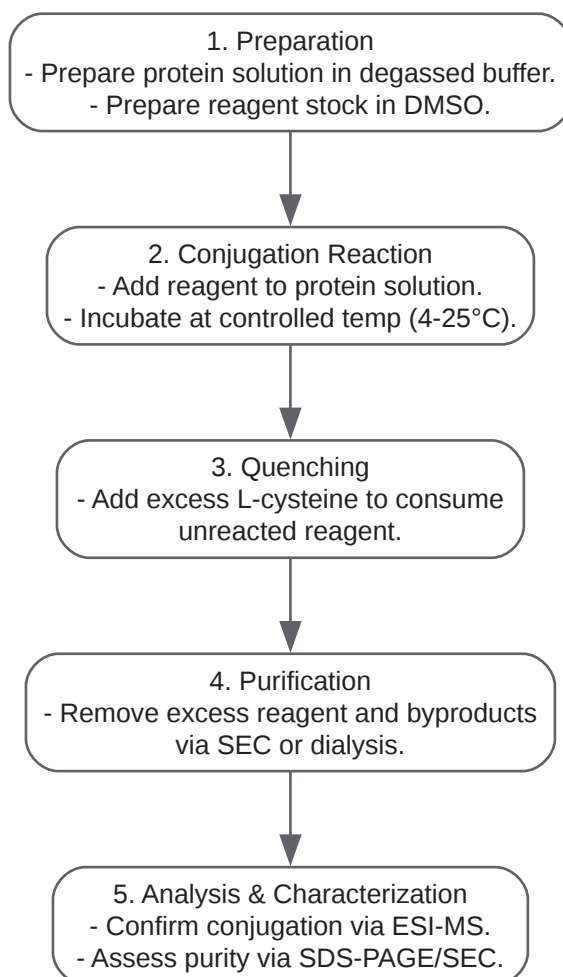 1. Preparation
- Prepare protein solution in degassed buffer.
- Prepare reagent stock in DMSO.
2. Conjugation Reaction
- Add reagent to protein solution.
- Incubate at controlled temp (4-25°C).
3. Quenching
- Add excess L-cysteine to consume
unreacted reagent.
4. Purification
- Remove excess reagent and byproducts
via SEC or dialysis.
5. Analysis & Characterization
- Confirm conjugation via ESI-MS.
- Assess purity via SDS-PAGE/SEC.